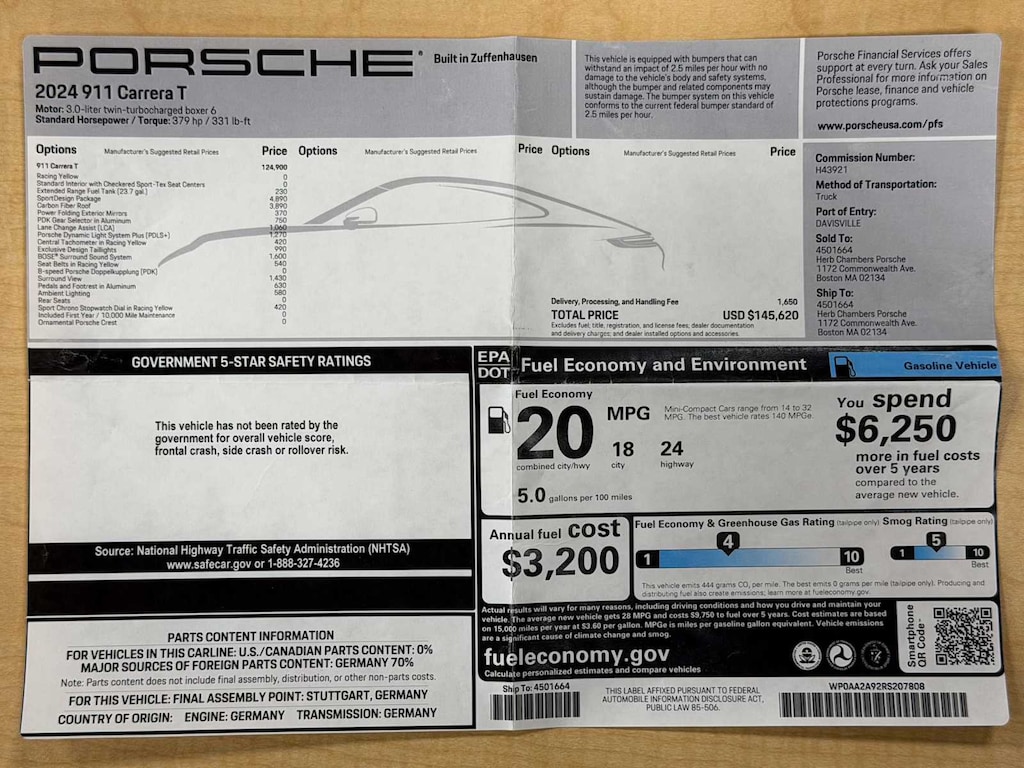 PORSCHE®
Built in Zuffenhausen
2024 911 Carrera T
Motor: 3.0-liter twin-turbocharged boxer 6
Standard Horsepower / Torque: 379 hp / 331 lb-ft
This vehicle is equipped with bumpers that can
withstand an impact of 2.5 miles per hour with no
damage to the vehicle's body and safety systems,
although the bumper and related components may
sustain damage. The bumper system on this vehicle
conforms to the current federal bumper standard of
2.5 miles per hour.
Porsche Financial Services offers
support at every turn. Ask your Sales
Professional for more information on
Porsche lease, finance and vehicle
protections programs.
www.porscheusa.com/pfs
Options Manufacturer's Suggested Retail Prices Price
911 Carrera T 124,900
Racing Yellow 0
Standard Interior with Checkered Sport-Tex Seat Centers 0
Extended Range Fuel Tank (23.7 gal.) 230
SportDesign Package 4,890
Carbon Fiber Roof 3,890
Power Folding Exterior Mirrors 370
PDK Gear Selector in Aluminum 750
Lane Change Assist (LCA) 1,060
Porsche Dynamic Light System Plus (PDLS+) 1,270
Central Tachometer in Racing Yellow 420
Exclusive Design Taillights 990
BOSE® Surround Sound System 1,600
Seat Belts in Racing Yellow 540
8-speed Porsche Doppelkupplung (PDK) 0
Surround View 1,430
Pedals and Footrest in Aluminum 630
Ambient Lighting 580
Rear Seats 0
Sport Chrono Stopwatch Dial in Racing Yellow 420
Included First Year / 10,000 Mile Maintenance 0
Ornamental Porsche Crest 0
Options Manufacturer's Suggested Retail Prices Price
Options Manufacturer's Suggested Retail Prices Price
Delivery, Processing, and Handling Fee 1,650
TOTAL PRICE USD $145,620
Excludes fuel, title, registration, and license fees, dealer documentation
and delivery charges; and dealer installed options and accessories.
Commission Number:
H43921
Method of Transportation:
Truck
Port of Entry:
DAVISVILLE
Sold To:
4501664
Herb Chambers Porsche
1172 Commonwealth Ave.
Boston MA 02134
Ship To:
4501664
Herb Chambers Porsche
1172 Commonwealth Ave.
Boston MA 02134
GOVERNMENT 5-STAR SAFETY RATINGS
This vehicle has not been rated by the
government for overall vehicle score,
frontal crash, side crash or rollover risk.
Source: National Highway Traffic Safety Administration (NHTSA)
www.safecar.gov or 1-888-327-4236
PARTS CONTENT INFORMATION
FOR VEHICLES IN THIS CARLINE: U.S./CANADIAN PARTS CONTENT: 0%
MAJOR SOURCES OF FOREIGN PARTS CONTENT: GERMANY 70%
Note: Parts content does not include final assembly, distribution, or other non-parts costs.
FOR THIS VEHICLE: FINAL ASSEMBLY POINT: STUTTGART, GERMANY
COUNTRY OF ORIGIN: ENGINE: GERMANY TRANSMISSION: GERMANY
EPA
DOT
Fuel Economy and Environment
Gasoline Vehicle
Fuel Economy
20 MPG
combined city/hwy
18
city
24
highway
Mini-Compact Cars range from 14 to 32
MPG. The best vehicle rates 140 MPGe.
5.0 gallons per 100 miles
You spend
$6,250
more in fuel costs
over 5 years
compared to the
average new vehicle.
Annual fuel cost
$3,200
Fuel Economy & Greenhouse Gas Rating (tailpipe only)
1 4 10
Best
Smog Rating (tailpipe only)
1 5 10
Best
This vehicle emits 444 grams CO2 per mile. The best emits 0 grams per mile (tailpipe only). Producing and
distributing fuel also create emissions; learn more at fueleconomy.gov.
Actual results will vary for many reasons, including driving conditions and how you drive and maintain your
vehicle. The average new vehicle gets 28 MPG and costs $9,750 to fuel over 5 years. Cost estimates are based
on 15,000 miles per year at $3.60 per gallon. MPGe is miles per gasoline gallon equivalent. Vehicle emissions
are a significant cause of climate change and smog.
fueleconomy.gov
Calculate personalized estimates and compare vehicles
Smartphone
QR Code™
Ship To: 4501664
THIS LABEL AFFIXED PURSUANT TO FEDERAL
AUTOMOBILE INFORMATION DISCLOSURE ACT,
PUBLIC LAW 85-506.
WP0AA2A92RS207808